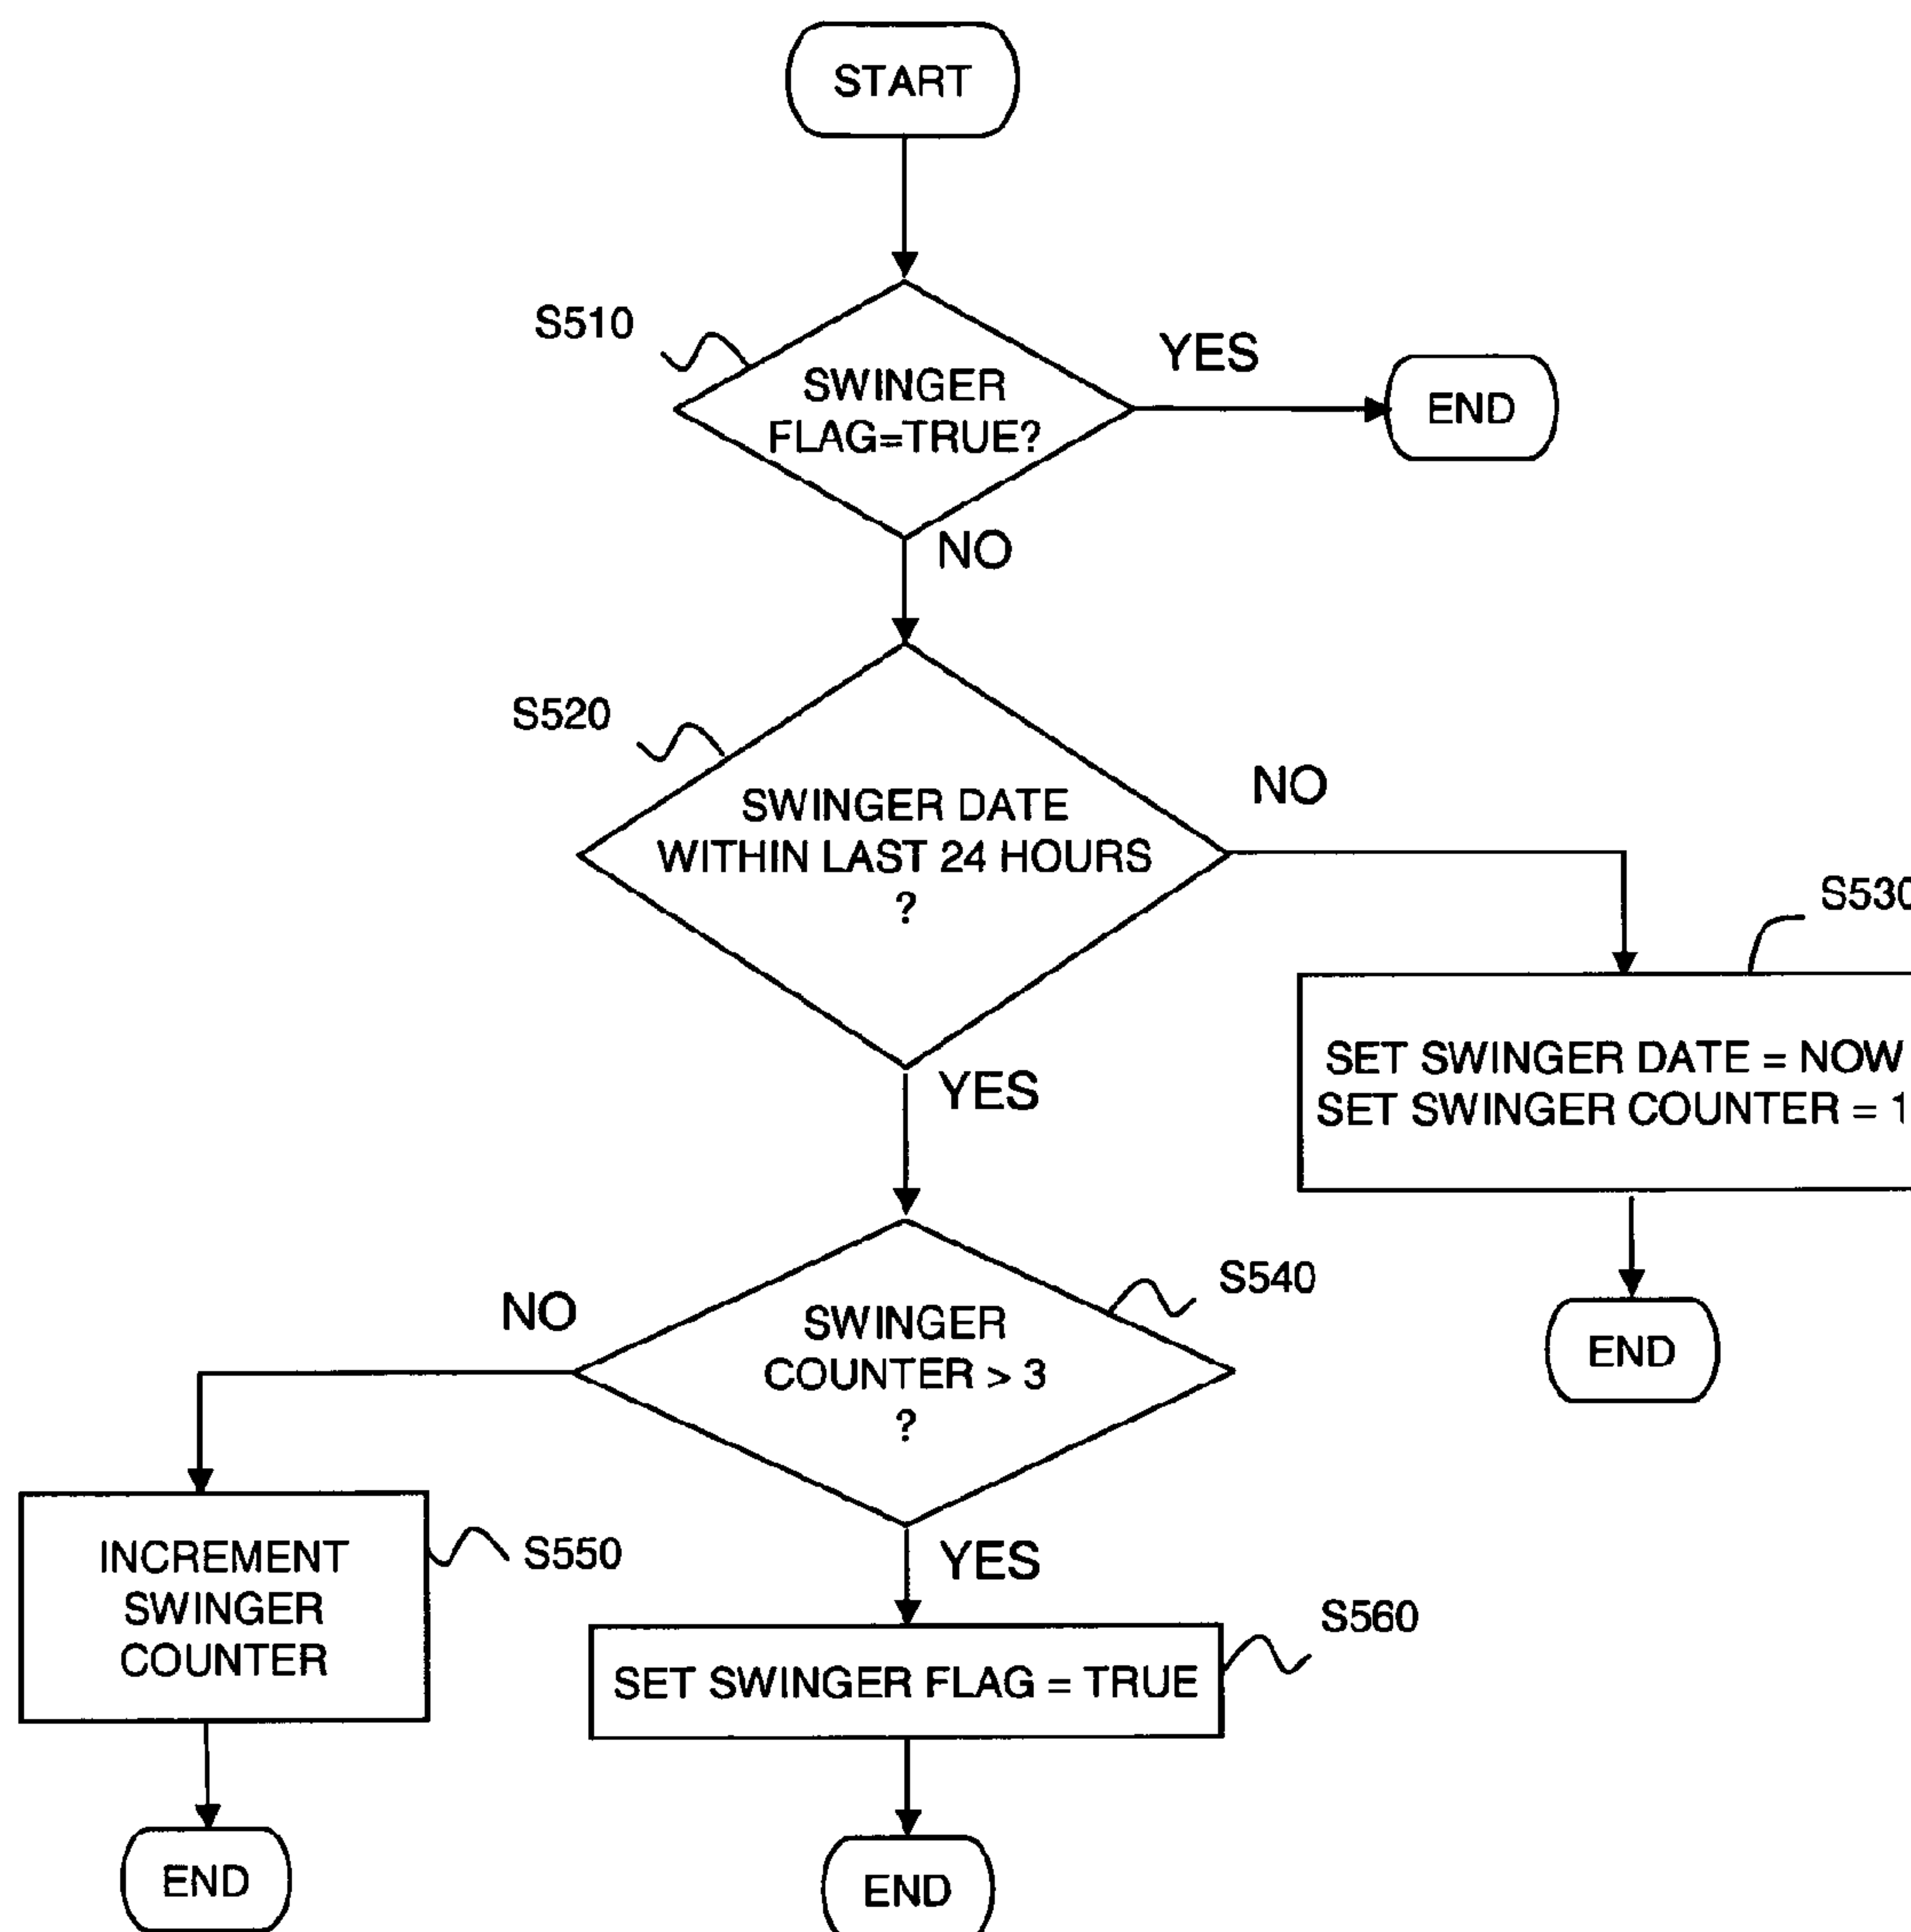 START
S510
SWINGER
FLAG=TRUE?
YES
END
NO
S520
SWINGER DATE
WITHIN LAST 24 HOURS
?
NO
S530
SET SWINGER DATE = NOW
SET SWINGER COUNTER = 1
END
YES
S540
SWINGER
COUNTER > 3
?
NO
INCREMENT
SWINGER
COUNTER
S550
END
YES
S560
SET SWINGER FLAG = TRUE
END